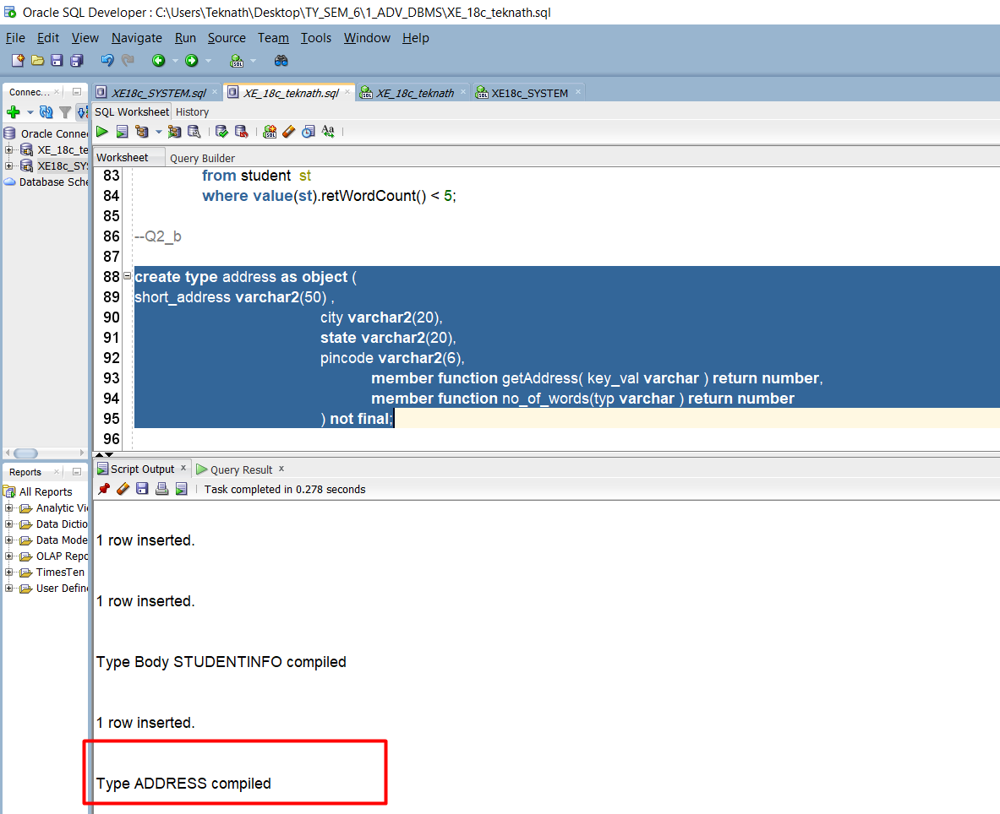 Oracle SQL Developer : C:\Users\Teknath\Desktop\TY_SEM_6\1_ADV_DBMS\XE_18c_teknath.sql
File Edit View Navigate Run Source Team Tools Window Help
Connec...
XE18c_SYSTEM.sql
XE_18c_teknath.sql
XE_18c_teknath
XE18c_SYSTEM
SQL Worksheet History
Oracle Conne
XE_18c_te
XE18c_SYS
Database Sche
Worksheet Query Builder
83 from student st
84 where value(st).retWordCount() < 5;
85
86 --Q2_b
87
88 create type address as object (
89 short_address varchar2(50) ,
90 city varchar2(20),
91 state varchar2(20),
92 pincode varchar2(6),
93 member function getAddress( key_val varchar ) return number,
94 member function no_of_words(typ varchar ) return number
95 ) not final;
96
Reports
All Reports
Analytic Vi
Data Dictio
Data Mode
OLAP Repo
TimesTen
User Define
Script Output Query Result
Task completed in 0.278 seconds
1 row inserted.
1 row inserted.
Type Body STUDENTINFO compiled
1 row inserted.
Type ADDRESS compiled